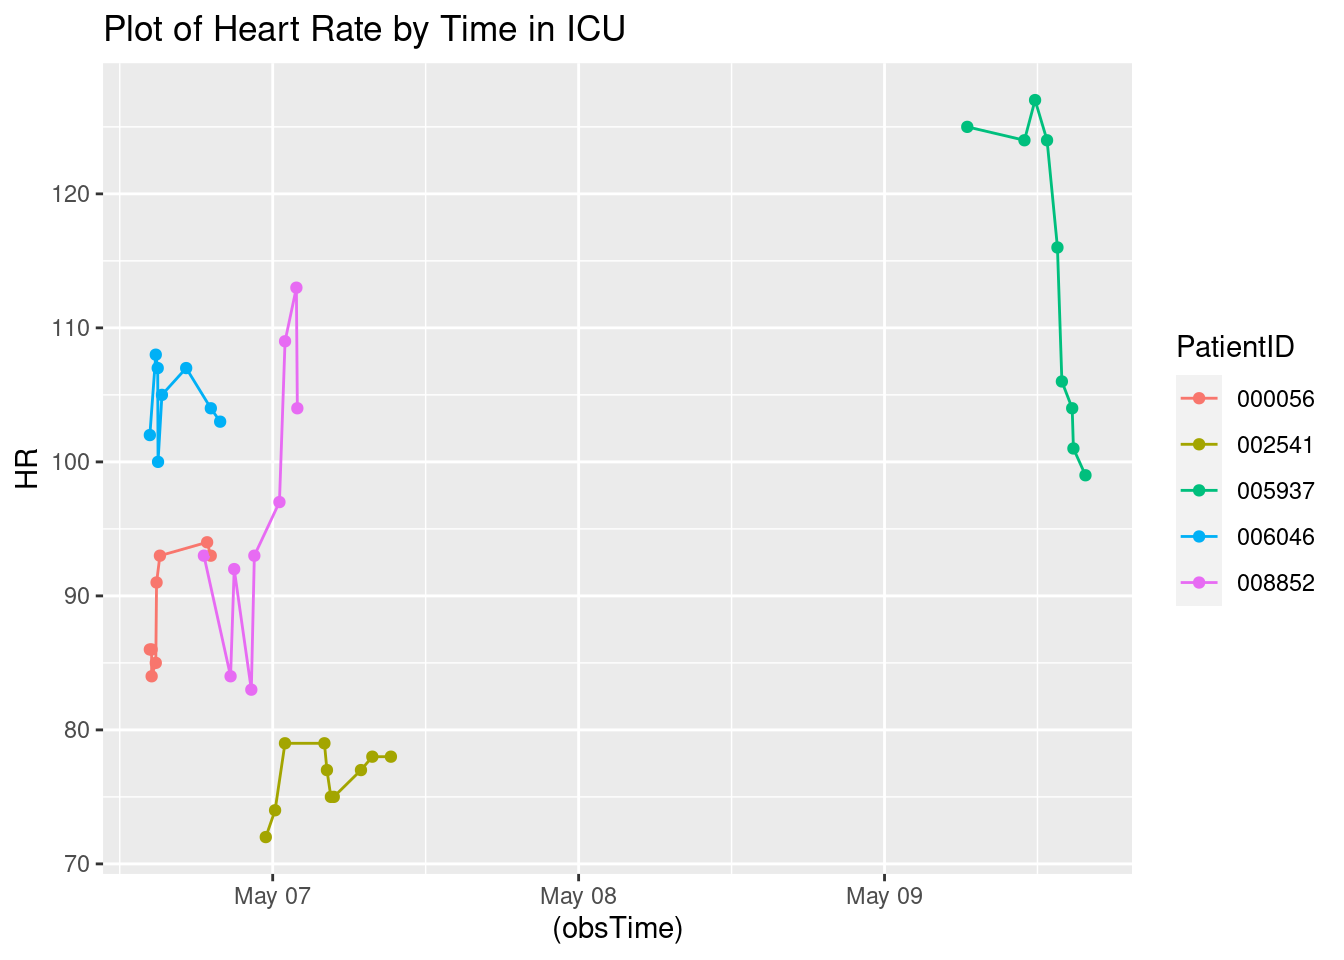 Plot of Heart Rate by Time in ICU
HR
120
110
100
90
80
70
May 07
May 08
May 09
(obsTime)
PatientID
000056
002541
005937
006046
008852